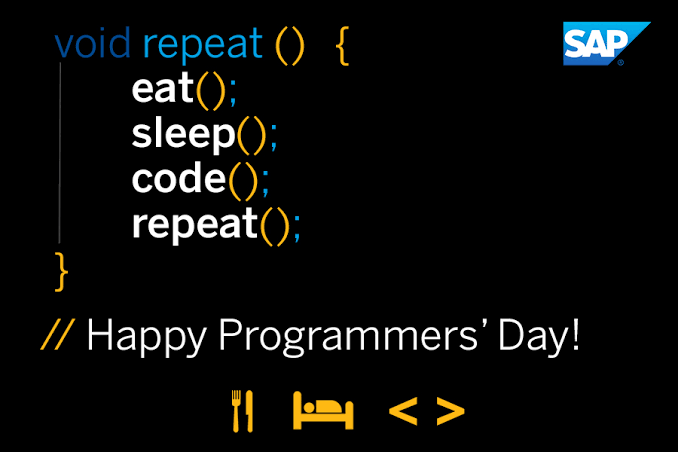 void repeat () {
eat();
sleep();
code();
repeat();
}
// Happy Programmers’ Day!
< >
SAP®